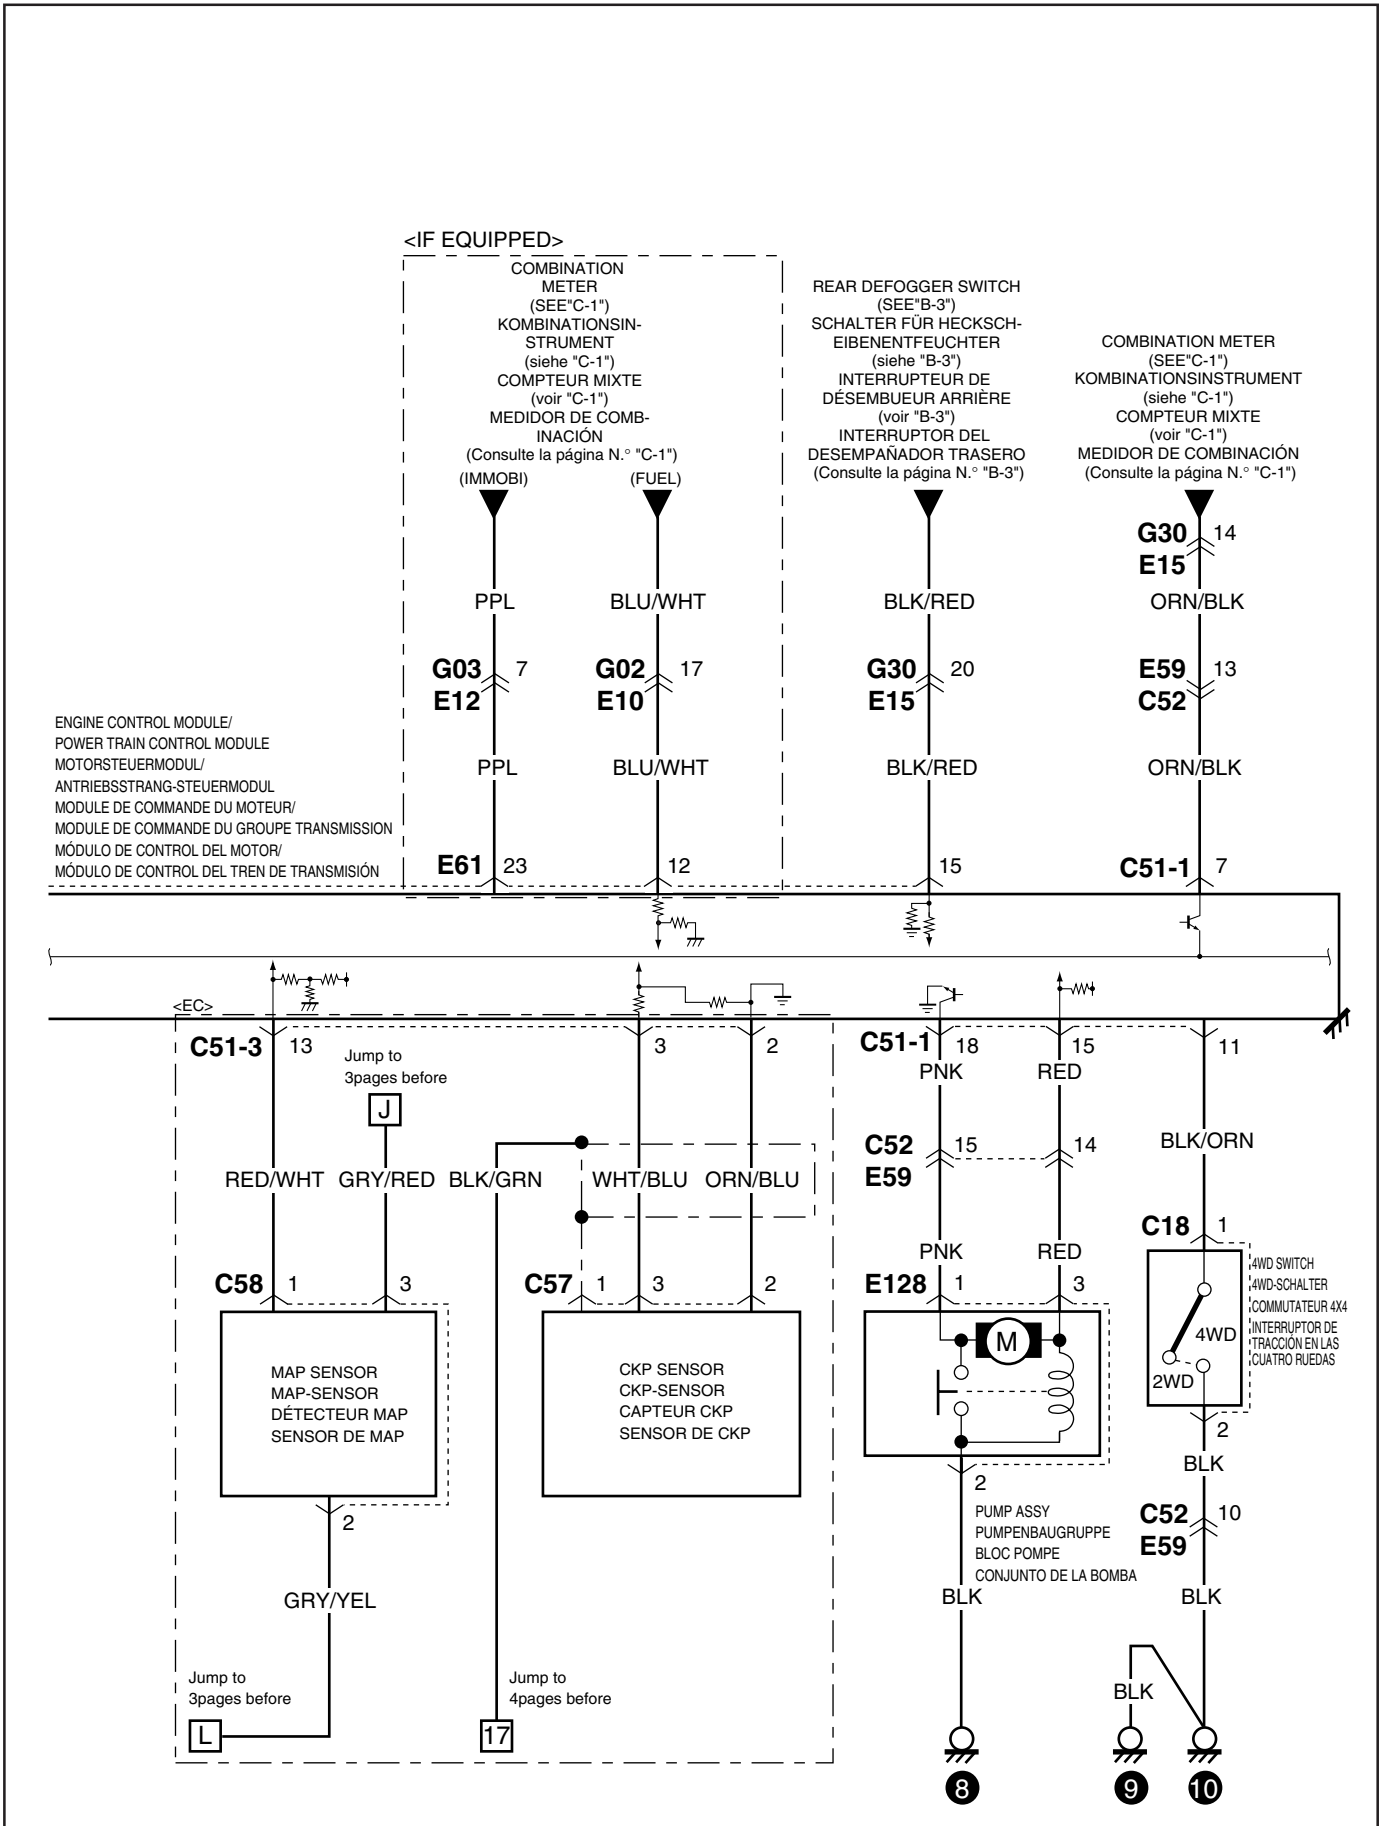 <IF EQUIPPED>
COMBINATION
METER
(SEE"C-1")
KOMBINATIONSIN-
STRUMENT
(siehe "C-1")
COMPTEUR MIXTE
(voir "C-1")
MEDIDOR DE COMB-
INACIÓN
(Consulte la página N.° "C-1")
(IMMOBI)
(FUEL)
REAR DEFOGGER SWITCH
(SEE"B-3")
SCHALTER FÜR HECKSCH-
EIBENENTFEUCHTER
(siehe "B-3")
INTERRUPTEUR DE
DÉSEMBUEUR ARRIÈRE
(voir "B-3")
INTERRUPTOR DEL
DESEMPAÑADOR TRASERO
(Consulte la página N.° "B-3")
COMBINATION METER
(SEE"C-1")
KOMBINATIONSINSTRUMENT
(siehe "C-1")
COMPTEUR MIXTE
(voir "C-1")
MEDIDOR DE COMBINACIÓN
(Consulte la página N.° "C-1")
G30 14
E15
PPL
BLU/WHT
BLK/RED
ORN/BLK
G03 7
E12
G02 17
E10
G30 20
E15
E59 13
C52
PPL
BLU/WHT
BLK/RED
ORN/BLK
ENGINE CONTROL MODULE/
POWER TRAIN CONTROL MODULE
MOTORSTEUERMODUL/
ANTRIEBSSTRANG-STEUERMODUL
MODULE DE COMMANDE DU MOTEUR/
MODULE DE COMMANDE DU GROUPE TRANSMISSION
MÓDULO DE CONTROL DEL MOTOR/
MÓDULO DE CONTROL DEL TREN DE TRANSMISIÓN
E61 23
12
15
C51-1 7
<EC>
C51-3 13
3
2
C51-1 18
15
11
Jump to
3pages before
J
PNK
RED
C52 15
E59
14
BLK/ORN
RED/WHT
GRY/RED
BLK/GRN
WHT/BLU
ORN/BLU
PNK
RED
C18 1
C58 1
3
C57 1
3
2
E128 1
3
4WD SWITCH
4WD-SCHALTER
COMMUTATEUR 4X4
INTERRUPTOR DE
TRACCIÓN EN LAS
CUATRO RUEDAS
4WD
2WD
M
MAP SENSOR
MAP-SENSOR
DÉTECTEUR MAP
SENSOR DE MAP
CKP SENSOR
CKP-SENSOR
CAPTEUR CKP
SENSOR DE CKP
2
2
2
BLK
PUMP ASSY
PUMPENBAUGRUPPE
BLOC POMPE
CONJUNTO DE LA BOMBA
C52 10
E59
GRY/YEL
BLK
BLK
Jump to
3pages before
L
Jump to
4pages before
17
BLK
8
9
10